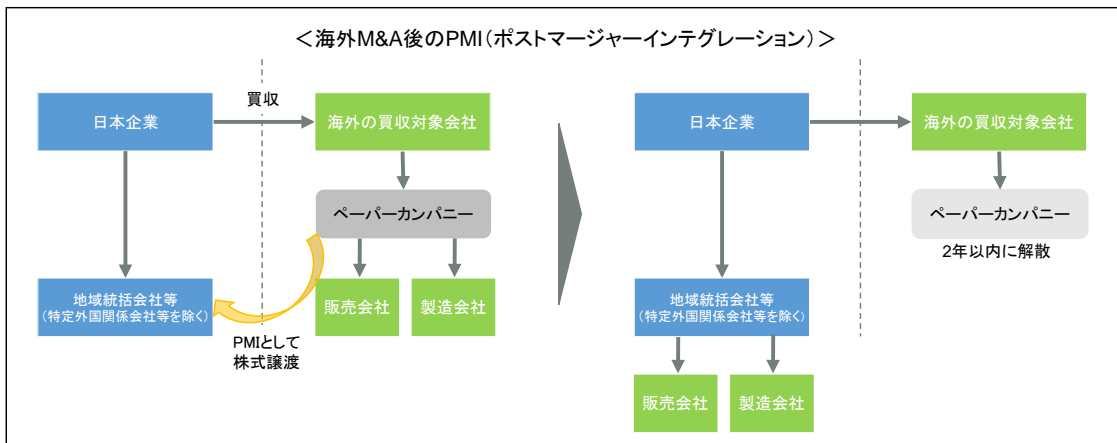 ＜海外M&A後のPMI（ポストマージャーインテグレーション）＞
買収
日本企業
海外の買収対象会社
ペーパーカンパニー
地域統括会社等
（特定外国関係会社等を除く）
販売会社
製造会社
PMIとして
株式譲渡
日本企業
海外の買収対象会社
ペーパーカンパニー
2年以内に解散
地域統括会社等
（特定外国関係会社等を除く）
販売会社
製造会社